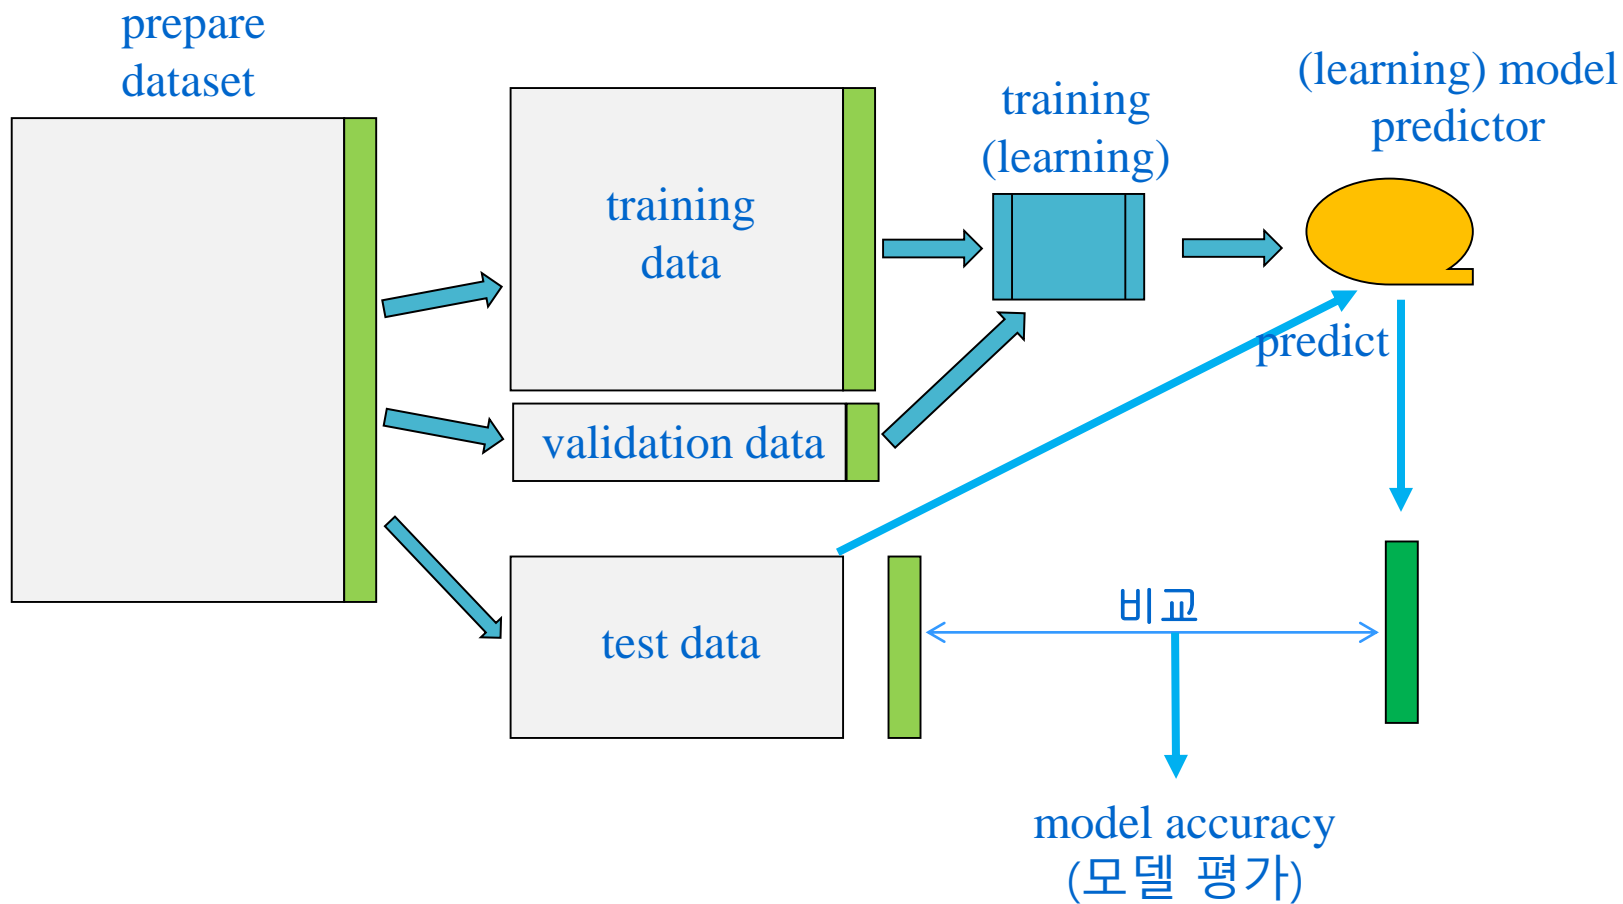 prepare
dataset
training
data
validation data
test data
training
(learning)
(learning) model
predictor
predict
비교
model accuracy
(모델 평가)